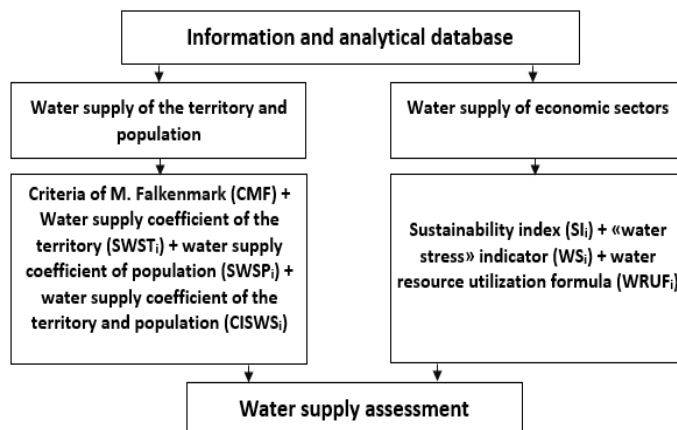 Information and analytical database
Water supply of the territory and
population
Water supply of economic sectors
Criteria of M. Falkenmark (CMF) +
Water supply coefficient of the
territory (SWSTᵢ) + water supply
coefficient of population (SWSPᵢ) +
water supply coefficient of the
territory and population (CISWSᵢ)
Sustainability index (SIᵢ) + «water
stress» indicator (WSᵢ) + water
resource utilization formula (WRUFᵢ)
Water supply assessment